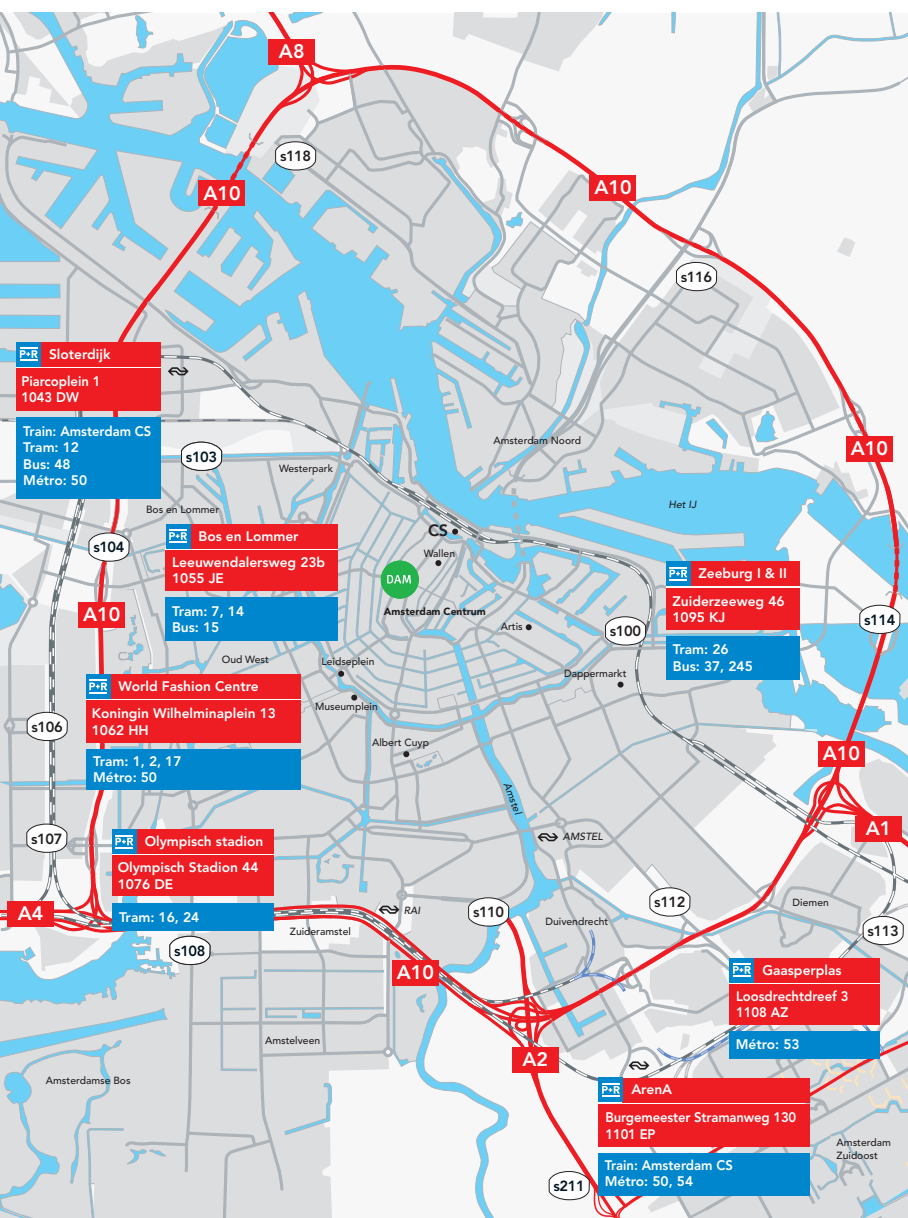 A8
s118
A10
A10
s116
P+R Sloterdijk
Piarcoplein 1
1043 DW
Train: Amsterdam CS
Tram: 12
Bus: 48
Métro: 50
A10
Amsterdam Noord
s103
Westerpark
Het IJ
Bos en Lommer
CS
s104
P+R Bos en Lommer
Leeuwendalersweg 23b
1055 JE
Tram: 7, 14
Bus: 15
Wallen
DAM
Amsterdam Centrum
P+R Zeeburg I & II
Zuiderzeeweg 46
1095 KJ
Tram: 26
Bus: 37, 245
A10
s114
Artis
s100
Oud West
Leidseplein
Dappermarkt
P+R World Fashion Centre
Koningin Wilhelminaplein 13
1062 HH
Tram: 1, 2, 17
Métro: 50
Museumplein
s106
Albert Cuyp
A10
Amstel
A1
s107
P+R Olympisch stadion
Olympisch Stadion 44
1076 DE
Tram: 16, 24
AMSTEL
A4
RAI
s110
s112
Diemen
Duivendrecht
s113
Zuideramstel
s108
A10
P+R Gaasperplas
Loosdrechtdreef 3
1108 AZ
Métro: 53
Amstelveen
A2
Amsterdamse Bos
P+R ArenA
Burgemeester Stramanweg 130
1101 EP
Train: Amsterdam CS
Métro: 50, 54
Amsterdam
Zuidoost
s211